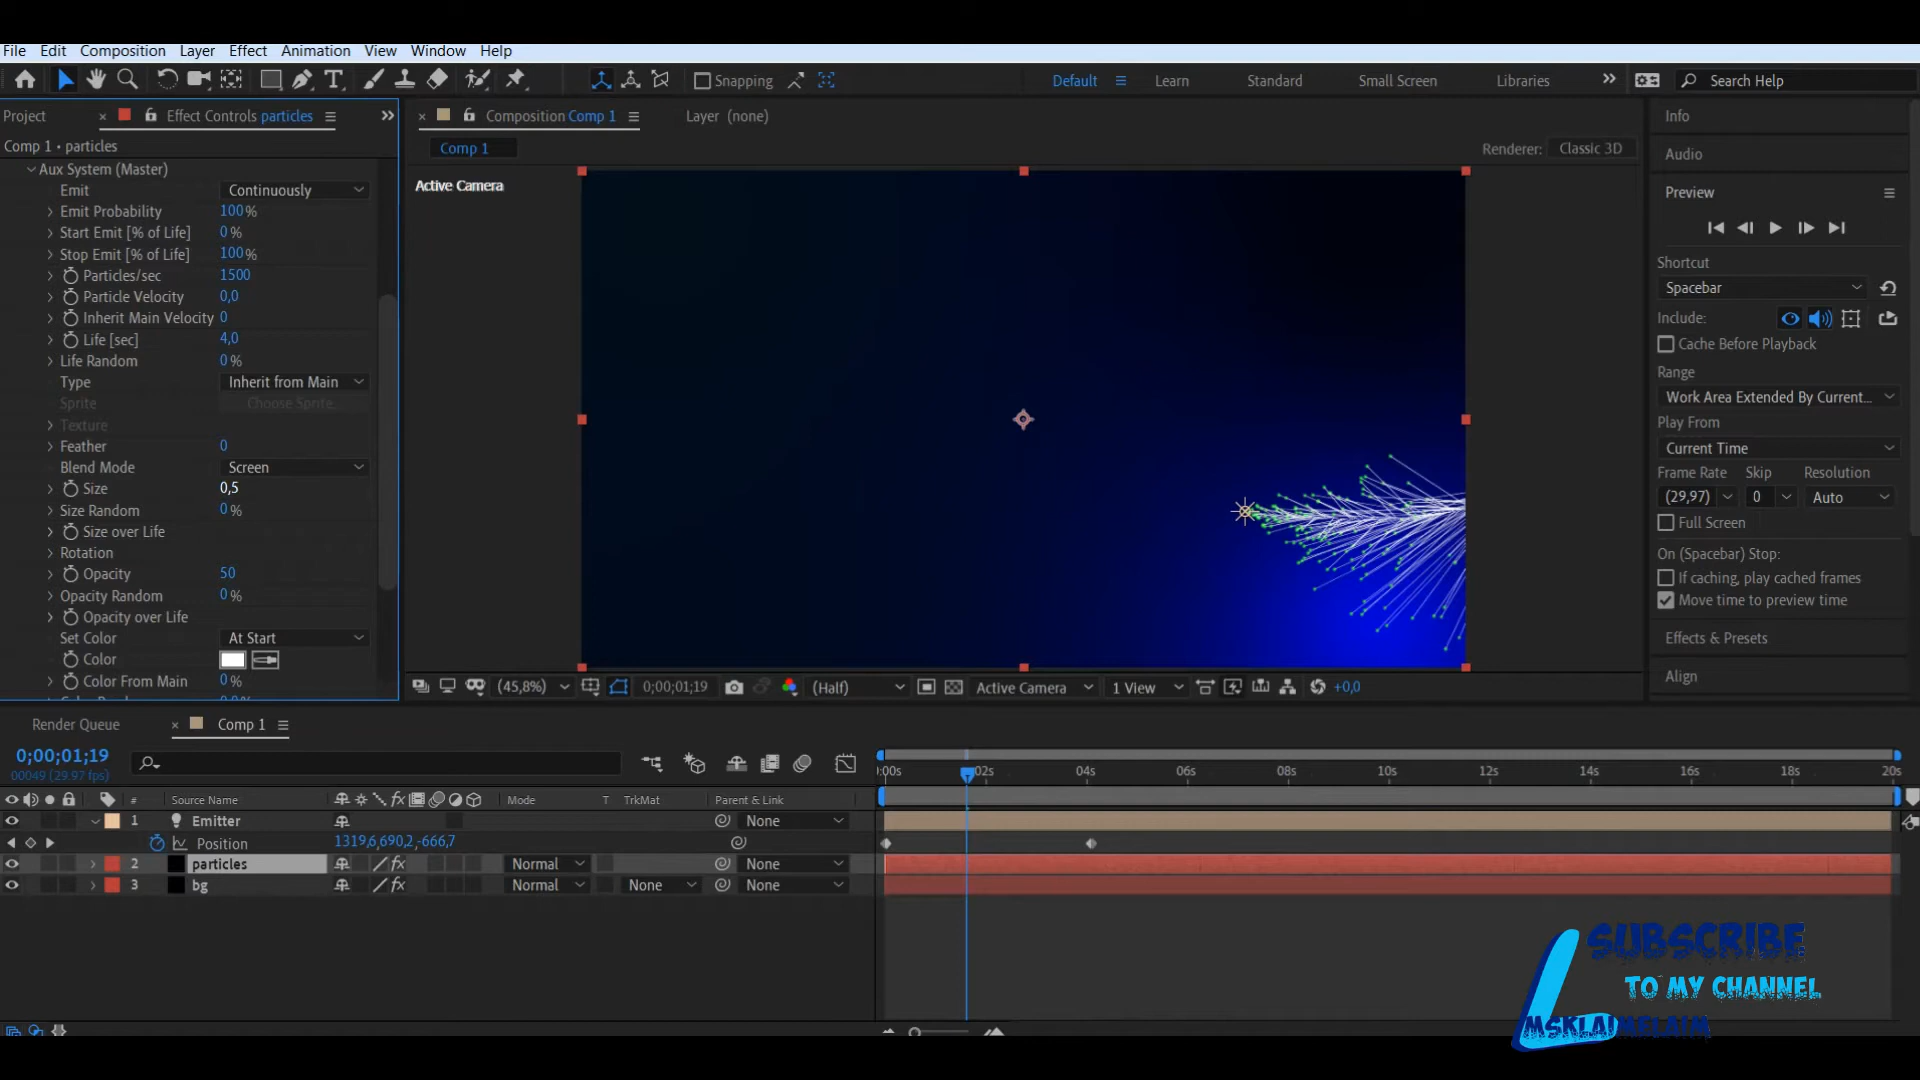 File Edit Composition Layer Effect Animation View Window Help
Snapping Default Learn Standard Small Screen Libraries Search Help
Project Effect Controls particles
Composition Comp 1 Layer (none)
Comp 1 • particles
Comp 1
Renderer: Classic 3D
Active Camera
Aux System (Master)
Emit Continuously
Emit Probability 100%
Start Emit [% of Life] 0%
Stop Emit [% of Life] 100%
Particles/sec 1500
Particle Velocity 0,0
Inherit Main Velocity 0
Life [sec] 4,0
Life Random 0%
Type Inherit from Main
Sprite Choose Sprite...
Texture
Feather 0
Blend Mode Screen
Size 0,5
Size Random 0%
Size over Life
Rotation
Opacity 50
Opacity Random 0%
Opacity over Life
Set Color At Start
Color
Color From Main 0%
(45,8%) 0;00;01;19 (Half) Active Camera 1 View +0,0
Info
Audio
Preview
Shortcut
Spacebar
Include:
Cache Before Playback
Range
Work Area Extended By Current...
Play From
Current Time
Frame Rate Skip Resolution
(29,97) 0 Auto
Full Screen
On (Spacebar) Stop:
If caching, play cached frames
Move time to preview time
Effects & Presets
Align
Render Queue Comp 1
0;00;01;19
00049 (29.97 fps)
:00s 02s 04s 06s 08s 10s 12s 14s 16s 18s 20s
# Source Name Mode T TrkMat Parent & Link
1 Emitter None
Position 1319,6,690,2,-666,7
2 particles Normal None
3 bg Normal None None
SUBSCRIBE
TO MY CHANNEL